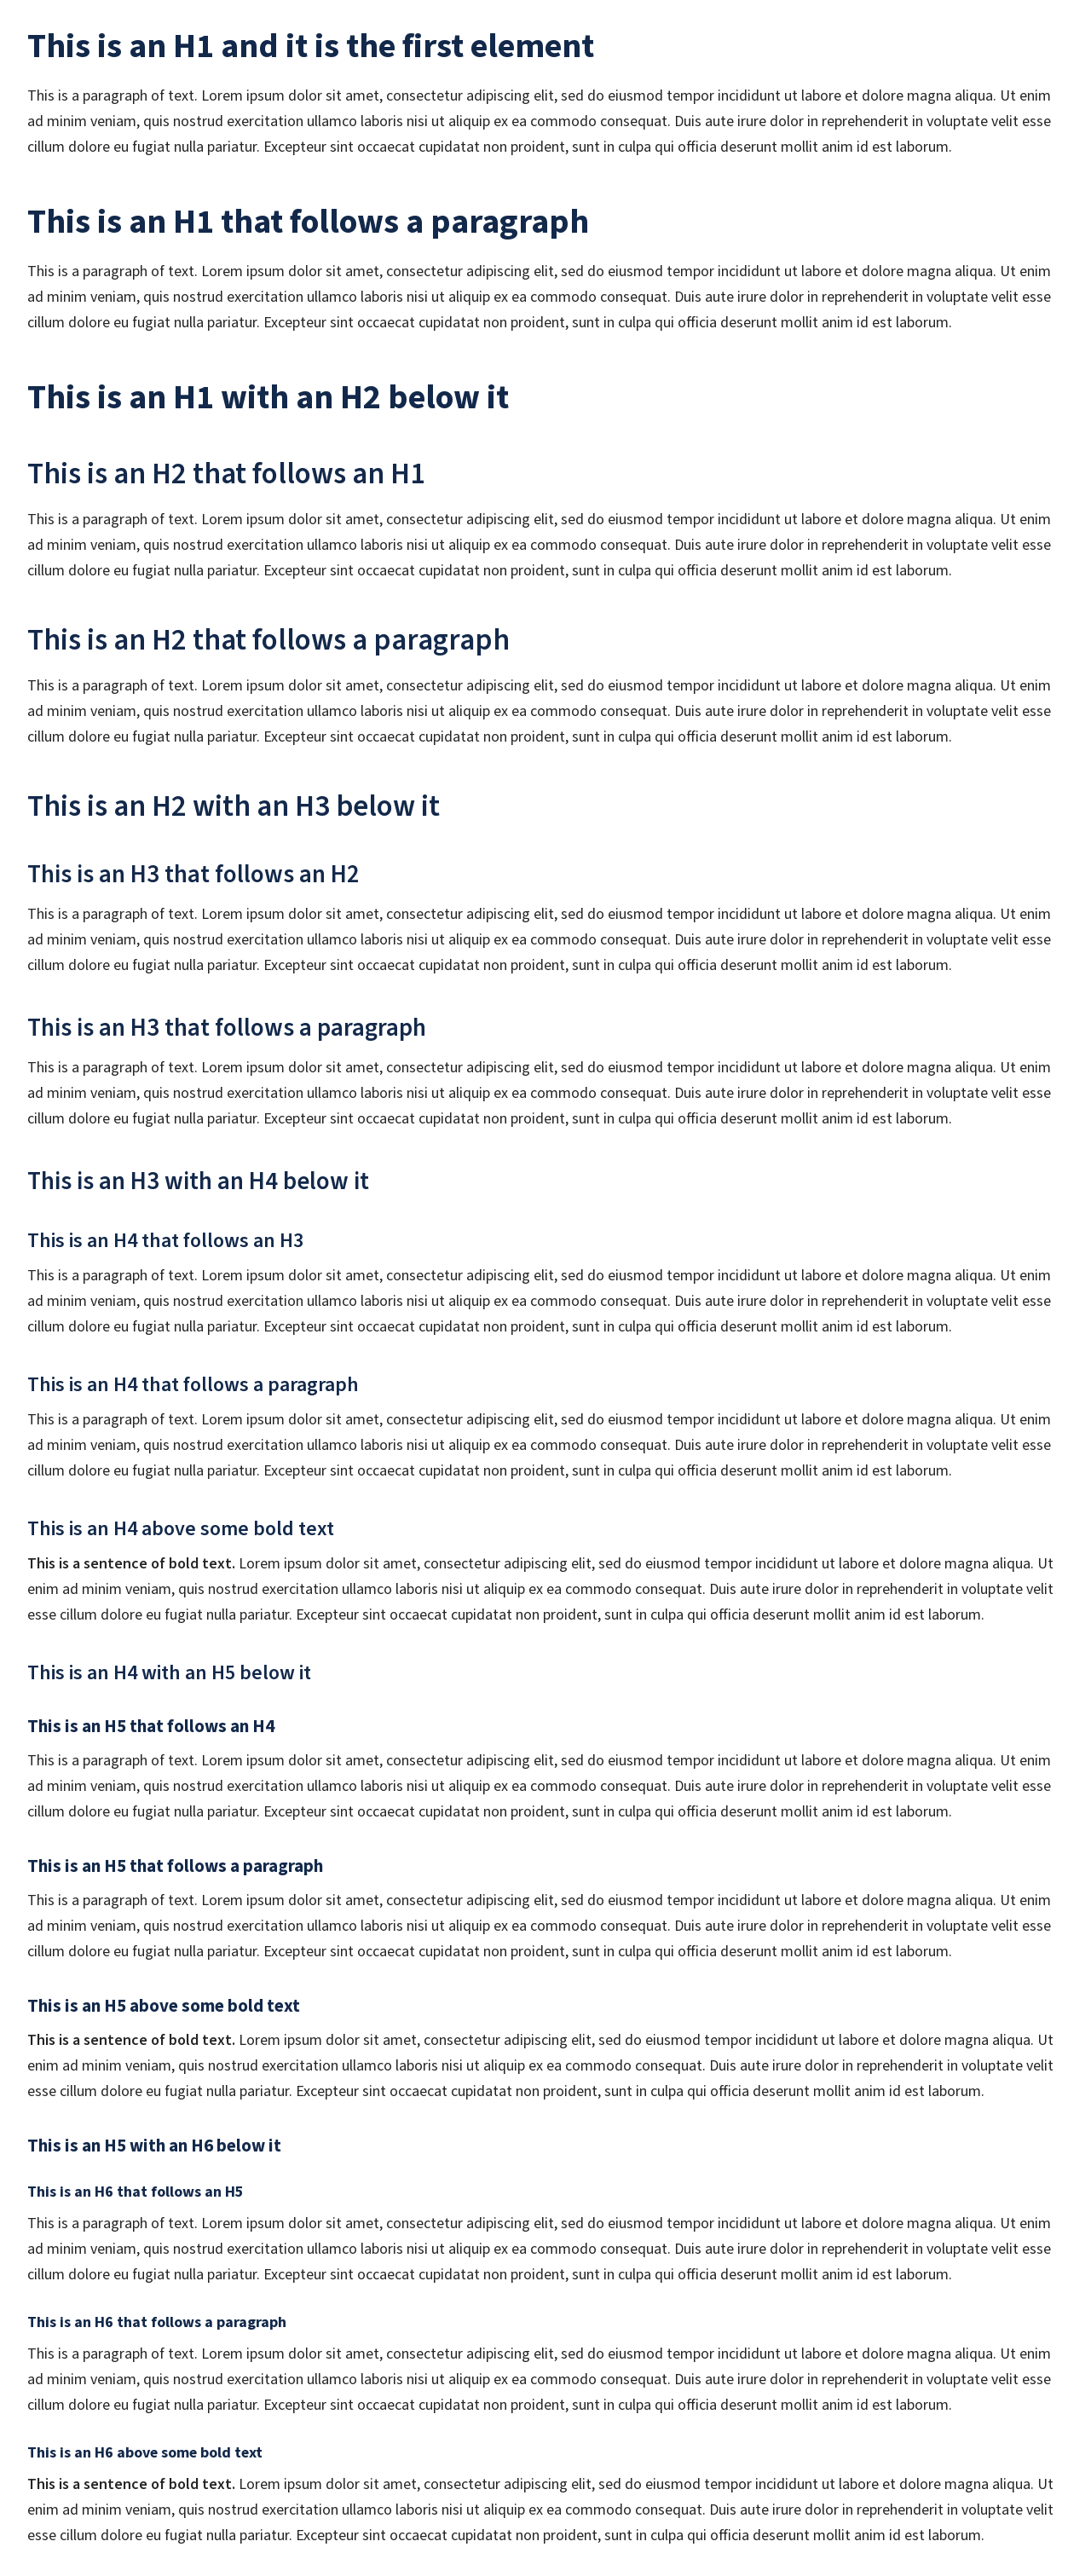 This is an H1 and it is the first element
This is a paragraph of text. Lorem ipsum dolor sit amet, consectetur adipiscing elit, sed do eiusmod tempor incididunt ut labore et dolore magna aliqua. Ut enim
ad minim veniam, quis nostrud exercitation ullamco laboris nisi ut aliquip ex ea commodo consequat. Duis aute irure dolor in reprehenderit in voluptate velit esse
cillum dolore eu fugiat nulla pariatur. Excepteur sint occaecat cupidatat non proident, sunt in culpa qui officia deserunt mollit anim id est laborum.
This is an H1 that follows a paragraph
This is a paragraph of text. Lorem ipsum dolor sit amet, consectetur adipiscing elit, sed do eiusmod tempor incididunt ut labore et dolore magna aliqua. Ut enim
ad minim veniam, quis nostrud exercitation ullamco laboris nisi ut aliquip ex ea commodo consequat. Duis aute irure dolor in reprehenderit in voluptate velit esse
cillum dolore eu fugiat nulla pariatur. Excepteur sint occaecat cupidatat non proident, sunt in culpa qui officia deserunt mollit anim id est laborum.
This is an H1 with an H2 below it
This is an H2 that follows an H1
This is a paragraph of text. Lorem ipsum dolor sit amet, consectetur adipiscing elit, sed do eiusmod tempor incididunt ut labore et dolore magna aliqua. Ut enim
ad minim veniam, quis nostrud exercitation ullamco laboris nisi ut aliquip ex ea commodo consequat. Duis aute irure dolor in reprehenderit in voluptate velit esse
cillum dolore eu fugiat nulla pariatur. Excepteur sint occaecat cupidatat non proident, sunt in culpa qui officia deserunt mollit anim id est laborum.
This is an H2 that follows a paragraph
This is a paragraph of text. Lorem ipsum dolor sit amet, consectetur adipiscing elit, sed do eiusmod tempor incididunt ut labore et dolore magna aliqua. Ut enim
ad minim veniam, quis nostrud exercitation ullamco laboris nisi ut aliquip ex ea commodo consequat. Duis aute irure dolor in reprehenderit in voluptate velit esse
cillum dolore eu fugiat nulla pariatur. Excepteur sint occaecat cupidatat non proident, sunt in culpa qui officia deserunt mollit anim id est laborum.
This is an H2 with an H3 below it
This is an H3 that follows an H2
This is a paragraph of text. Lorem ipsum dolor sit amet, consectetur adipiscing elit, sed do eiusmod tempor incididunt ut labore et dolore magna aliqua. Ut enim
ad minim veniam, quis nostrud exercitation ullamco laboris nisi ut aliquip ex ea commodo consequat. Duis aute irure dolor in reprehenderit in voluptate velit esse
cillum dolore eu fugiat nulla pariatur. Excepteur sint occaecat cupidatat non proident, sunt in culpa qui officia deserunt mollit anim id est laborum.
This is an H3 that follows a paragraph
This is a paragraph of text. Lorem ipsum dolor sit amet, consectetur adipiscing elit, sed do eiusmod tempor incididunt ut labore et dolore magna aliqua. Ut enim
ad minim veniam, quis nostrud exercitation ullamco laboris nisi ut aliquip ex ea commodo consequat. Duis aute irure dolor in reprehenderit in voluptate velit esse
cillum dolore eu fugiat nulla pariatur. Excepteur sint occaecat cupidatat non proident, sunt in culpa qui officia deserunt mollit anim id est laborum.
This is an H3 with an H4 below it
This is an H4 that follows an H3
This is a paragraph of text. Lorem ipsum dolor sit amet, consectetur adipiscing elit, sed do eiusmod tempor incididunt ut labore et dolore magna aliqua. Ut enim
ad minim veniam, quis nostrud exercitation ullamco laboris nisi ut aliquip ex ea commodo consequat. Duis aute irure dolor in reprehenderit in voluptate velit esse
cillum dolore eu fugiat nulla pariatur. Excepteur sint occaecat cupidatat non proident, sunt in culpa qui officia deserunt mollit anim id est laborum.
This is an H4 that follows a paragraph
This is a paragraph of text. Lorem ipsum dolor sit amet, consectetur adipiscing elit, sed do eiusmod tempor incididunt ut labore et dolore magna aliqua. Ut enim
ad minim veniam, quis nostrud exercitation ullamco laboris nisi ut aliquip ex ea commodo consequat. Duis aute irure dolor in reprehenderit in voluptate velit esse
cillum dolore eu fugiat nulla pariatur. Excepteur sint occaecat cupidatat non proident, sunt in culpa qui officia deserunt mollit anim id est laborum.
This is an H4 above some bold text
This is a sentence of bold text. Lorem ipsum dolor sit amet, consectetur adipiscing elit, sed do eiusmod tempor incididunt ut labore et dolore magna aliqua. Ut
enim ad minim veniam, quis nostrud exercitation ullamco laboris nisi ut aliquip ex ea commodo consequat. Duis aute irure dolor in reprehenderit in voluptate velit
esse cillum dolore eu fugiat nulla pariatur. Excepteur sint occaecat cupidatat non proident, sunt in culpa qui officia deserunt mollit anim id est laborum.
This is an H4 with an H5 below it
This is an H5 that follows an H4
This is a paragraph of text. Lorem ipsum dolor sit amet, consectetur adipiscing elit, sed do eiusmod tempor incididunt ut labore et dolore magna aliqua. Ut enim
ad minim veniam, quis nostrud exercitation ullamco laboris nisi ut aliquip ex ea commodo consequat. Duis aute irure dolor in reprehenderit in voluptate velit esse
cillum dolore eu fugiat nulla pariatur. Excepteur sint occaecat cupidatat non proident, sunt in culpa qui officia deserunt mollit anim id est laborum.
This is an H5 that follows a paragraph
This is a paragraph of text. Lorem ipsum dolor sit amet, consectetur adipiscing elit, sed do eiusmod tempor incididunt ut labore et dolore magna aliqua. Ut enim
ad minim veniam, quis nostrud exercitation ullamco laboris nisi ut aliquip ex ea commodo consequat. Duis aute irure dolor in reprehenderit in voluptate velit esse
cillum dolore eu fugiat nulla pariatur. Excepteur sint occaecat cupidatat non proident, sunt in culpa qui officia deserunt mollit anim id est laborum.
This is an H5 above some bold text
This is a sentence of bold text. Lorem ipsum dolor sit amet, consectetur adipiscing elit, sed do eiusmod tempor incididunt ut labore et dolore magna aliqua. Ut
enim ad minim veniam, quis nostrud exercitation ullamco laboris nisi ut aliquip ex ea commodo consequat. Duis aute irure dolor in reprehenderit in voluptate velit
esse cillum dolore eu fugiat nulla pariatur. Excepteur sint occaecat cupidatat non proident, sunt in culpa qui officia deserunt mollit anim id est laborum.
This is an H5 with an H6 below it
This is an H6 that follows an H5
This is a paragraph of text. Lorem ipsum dolor sit amet, consectetur adipiscing elit, sed do eiusmod tempor incididunt ut labore et dolore magna aliqua. Ut enim
ad minim veniam, quis nostrud exercitation ullamco laboris nisi ut aliquip ex ea commodo consequat. Duis aute irure dolor in reprehenderit in voluptate velit esse
cillum dolore eu fugiat nulla pariatur. Excepteur sint occaecat cupidatat non proident, sunt in culpa qui officia deserunt mollit anim id est laborum.
This is an H6 that follows a paragraph
This is a paragraph of text. Lorem ipsum dolor sit amet, consectetur adipiscing elit, sed do eiusmod tempor incididunt ut labore et dolore magna aliqua. Ut enim
ad minim veniam, quis nostrud exercitation ullamco laboris nisi ut aliquip ex ea commodo consequat. Duis aute irure dolor in reprehenderit in voluptate velit esse
cillum dolore eu fugiat nulla pariatur. Excepteur sint occaecat cupidatat non proident, sunt in culpa qui officia deserunt mollit anim id est laborum.
This is an H6 above some bold text
This is a sentence of bold text. Lorem ipsum dolor sit amet, consectetur adipiscing elit, sed do eiusmod tempor incididunt ut labore et dolore magna aliqua. Ut
enim ad minim veniam, quis nostrud exercitation ullamco laboris nisi ut aliquip ex ea commodo consequat. Duis aute irure dolor in reprehenderit in voluptate velit
esse cillum dolore eu fugiat nulla pariatur. Excepteur sint occaecat cupidatat non proident, sunt in culpa qui officia deserunt mollit anim id est laborum.